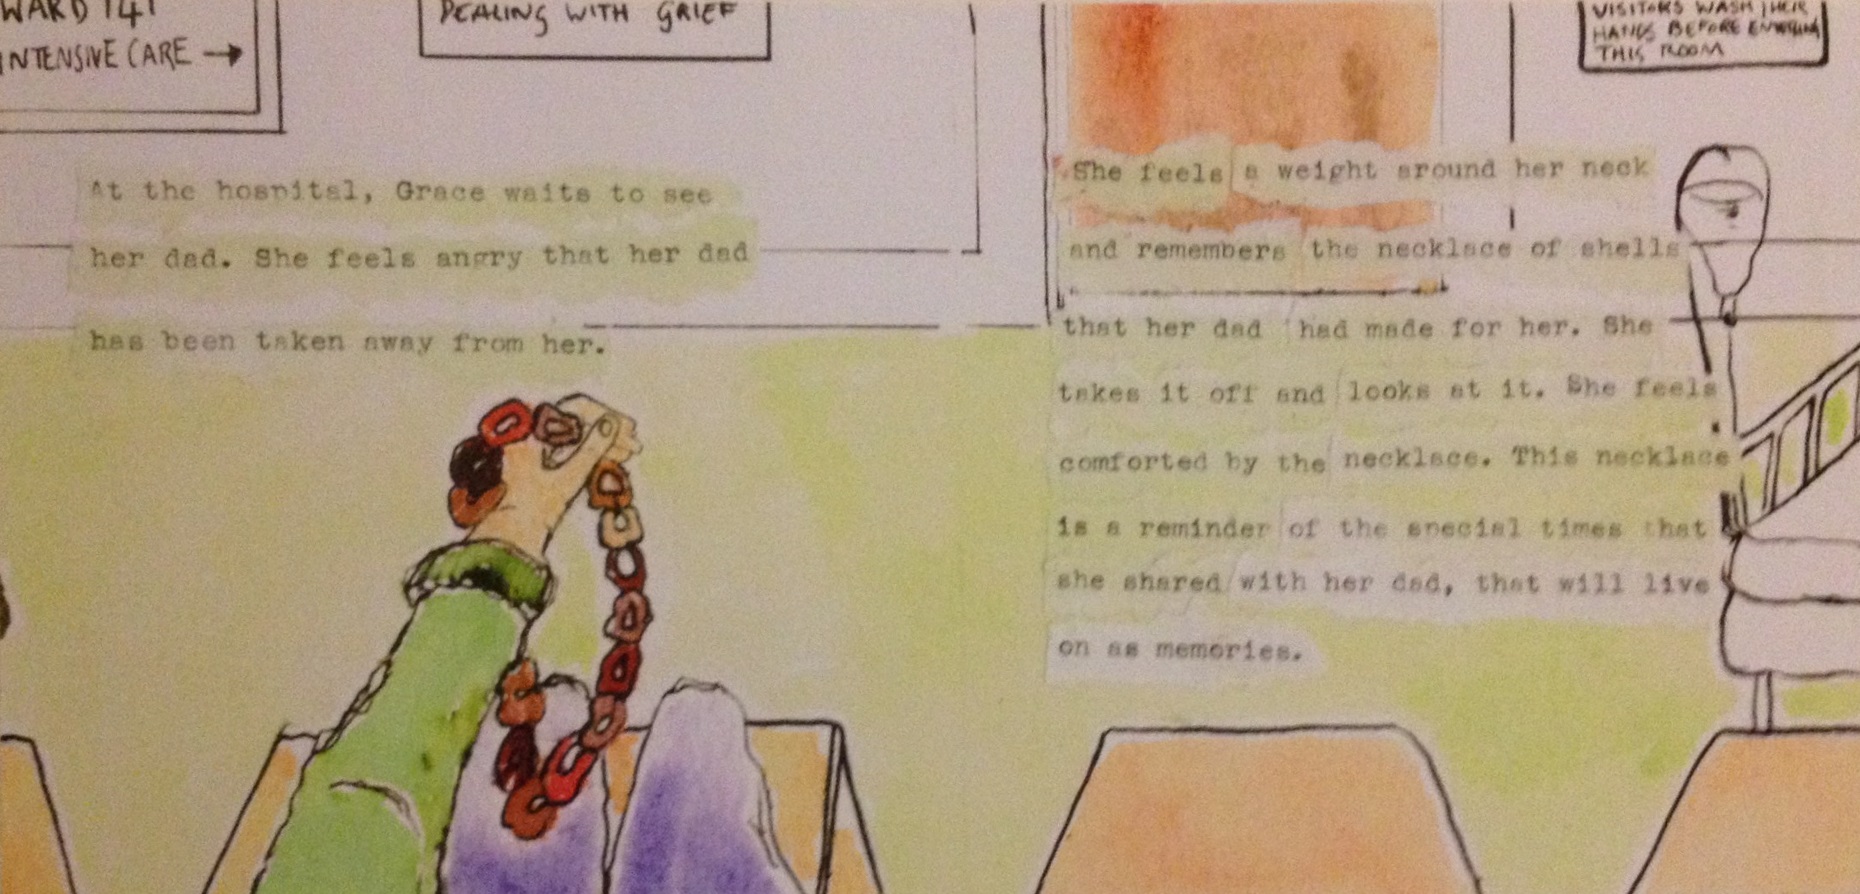 WARD 141
INTENSIVE CARE →
DEALING WITH GRIEF
VISITORS WASH THEIR
HANDS BEFORE ENTERING
THIS ROOM
At the hospital, Grace waits to see
her dad. She feels angry that her dad
has been taken away from her.
She feels a weight around her neck
and remembers the necklace of shells
that her dad had made for her. She
takes it off and looks at it. She feels
comforted by the necklace. This necklace
is a reminder of the special times that
she shared with her dad, that will live
on as memories.